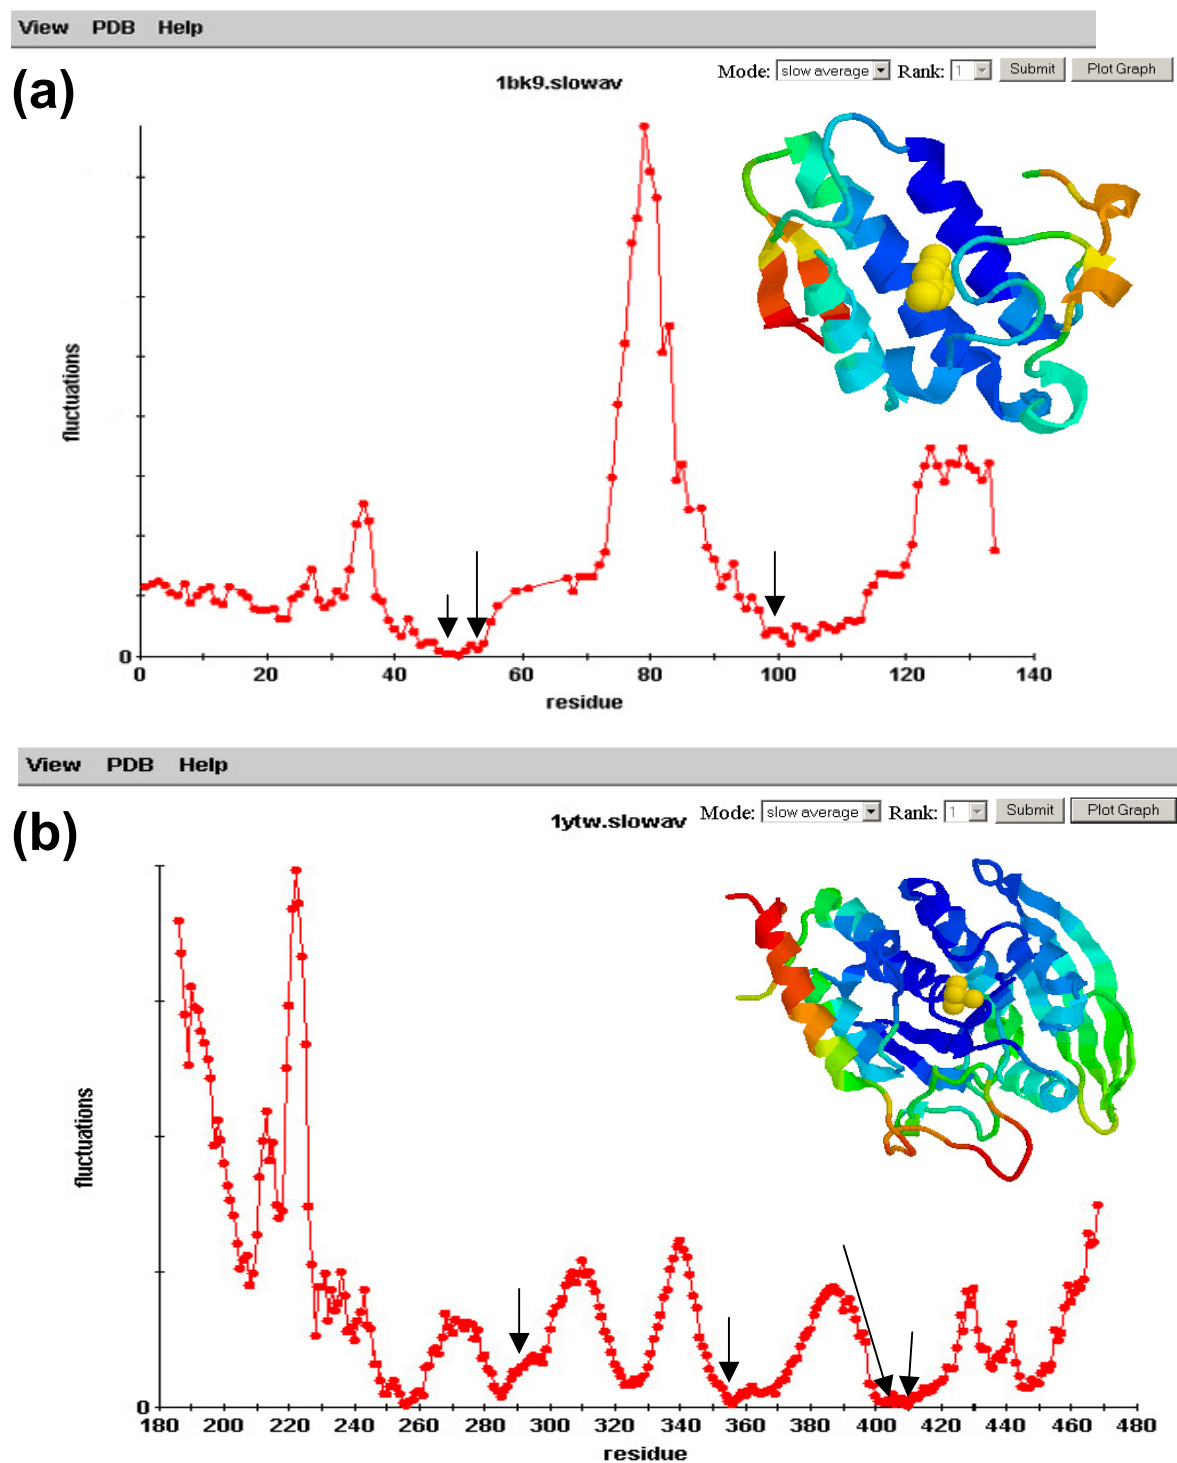 View PDB Help
(a)
1bk9.slowav
Mode: slow average Rank: 1 Submit Plot Graph
fluctuations
0
0 20 40 60 80 100 120 140
residue
View PDB Help
(b)
1ytw.slowav
Mode: slow average Rank: 1 Submit Plot Graph
fluctuations
0
180 200 220 240 260 280 300 320 340 360 380 400 420 440 460 480
residue